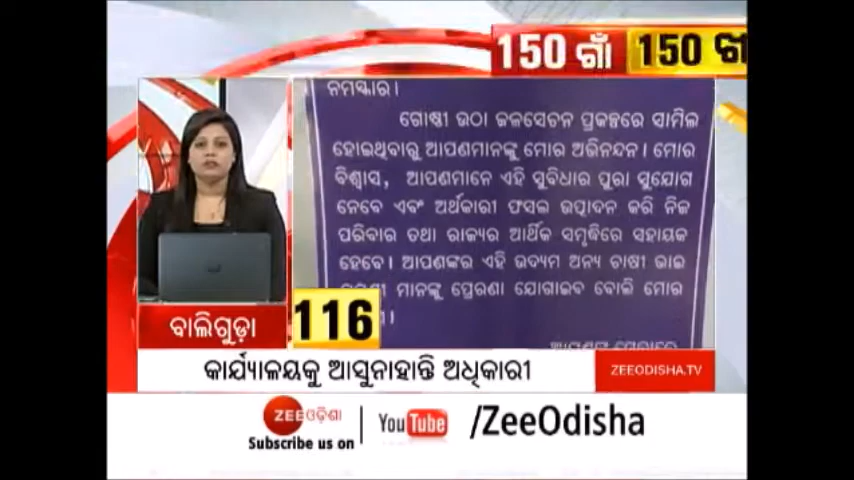 150 ଗାଁ 150 ଖ
ନମସ୍କାର।
ଗୋଷ୍ଠୀ ଉଠା ଜଳସେଚନ ପ୍ରକଳ୍ପରେ ସାମିଲ
ହୋଇଥିବାରୁ ଆପଣମାନଙ୍କୁ ମୋର ଅଭିନନ୍ଦନ। ମୋର
ବିଶ୍ୱାସ, ଆପଣମାନେ ଏହି ସୁବିଧାର ପୁରା ସୁଯୋଗ
ନେବେ ଏବଂ ଅର୍ଥକାରୀ ଫସଲ ଉତ୍ପାଦନ କରି ନିଜ
ପରିବାର ତଥା ରାଜ୍ୟର ଆର୍ଥିକ ସମୃଦ୍ଧିରେ ସହାୟକ
ହେବେ। ଆପଣଙ୍କର ଏହି ଉଦ୍ୟମ ଅନ୍ୟ ଚାଷୀ ଭାଇ
ମାନଙ୍କୁ ପ୍ରେରଣା ଯୋଗାଇବ ବୋଲି ମୋର
116
ବାଲିଗୁଡ଼ା
କାର୍ଯ୍ୟାଳୟକୁ ଆସୁନାହାନ୍ତି ଅଧିକାରୀ
ZEEODISHA.TV
ZEE ଓଡ଼ିଶା
Subscribe us on
YouTube /ZeeOdisha